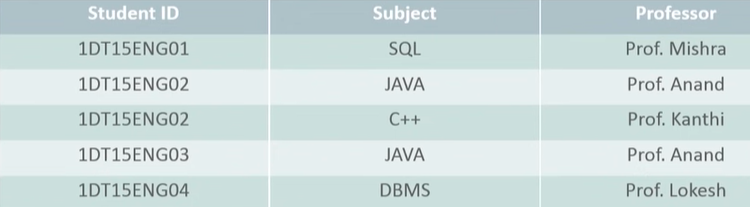 Student ID Subject Professor
1DT15ENG01 SQL Prof. Mishra
1DT15ENG02 JAVA Prof. Anand
1DT15ENG02 C++ Prof. Kanthi
1DT15ENG03 JAVA Prof. Anand
1DT15ENG04 DBMS Prof. Lokesh